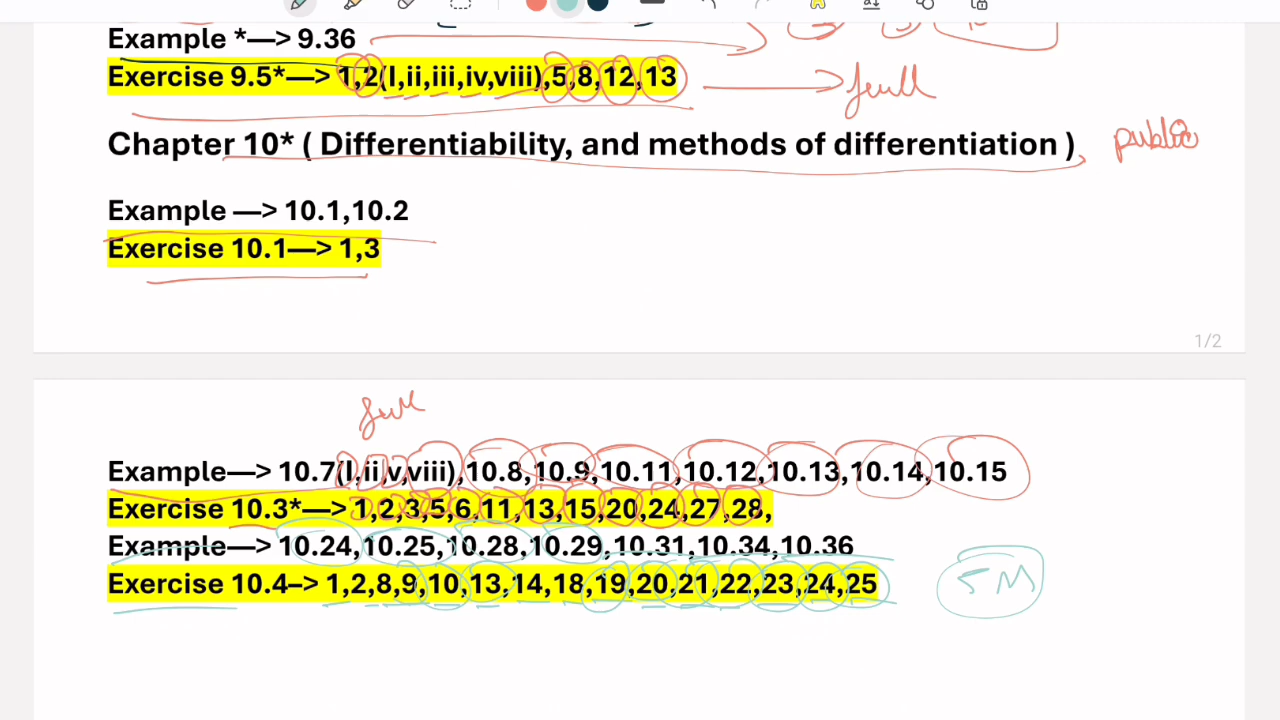 Example *—> 9.36
Exercise 9.5*—> 1,2(I,ii,iii,iv,viii),5,8,12,13
full
Chapter 10* ( Differentiability, and methods of differentiation )
public
Example —> 10.1,10.2
Exercise 10.1—> 1,3
1/2
full
Example—> 10.7(I,ii,v,viii),10.8,10.9,10.11,10.12,10.13,10.14,10.15
Exercise 10.3*—> 1,2,3,5,6,11,13,15,20,24,27,28,
Example—> 10.24,10.25,10.28,10.29,10.31,10.34,10.36
Exercise 10.4–> 1,2,8,9,10,13,14,18,19,20,21,22,23,24,25
5M